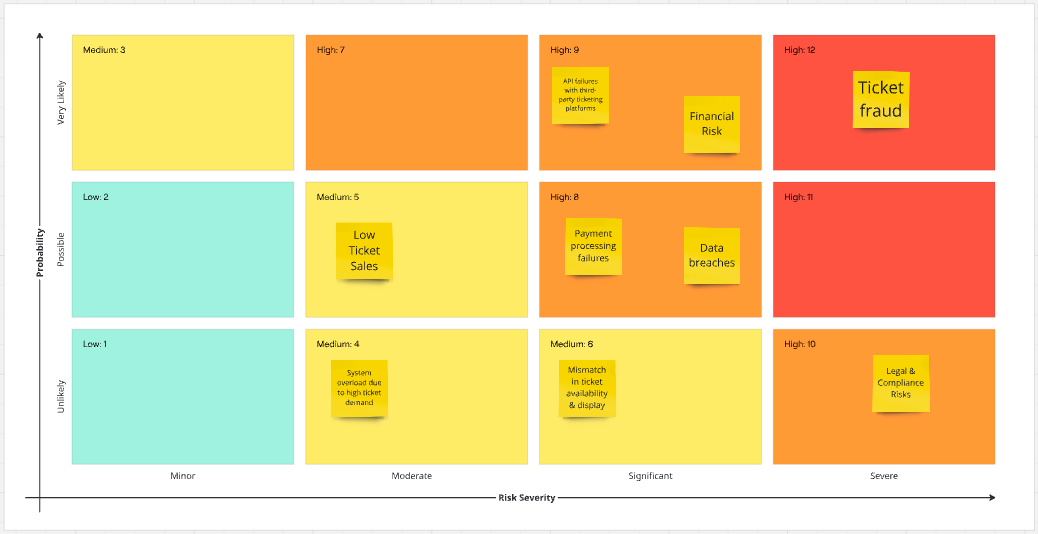 Medium: 3
High: 7
High: 9
High: 12
API failures
with third-
party ticketing
platforms
Financial
Risk
Ticket
fraud
Very Likely
Low: 2
Medium: 5
High: 8
High: 11
Low
Ticket
Sales
Payment
processing
failures
Data
breaches
Possible
Probability
Low: 1
Medium: 4
Medium: 6
High: 10
System
overload due
to high ticket
demand
Mismatch
in ticket
availability
& display
Legal &
Compliance
Risks
Unlikely
Minor
Moderate
Significant
Severe
Risk Severity